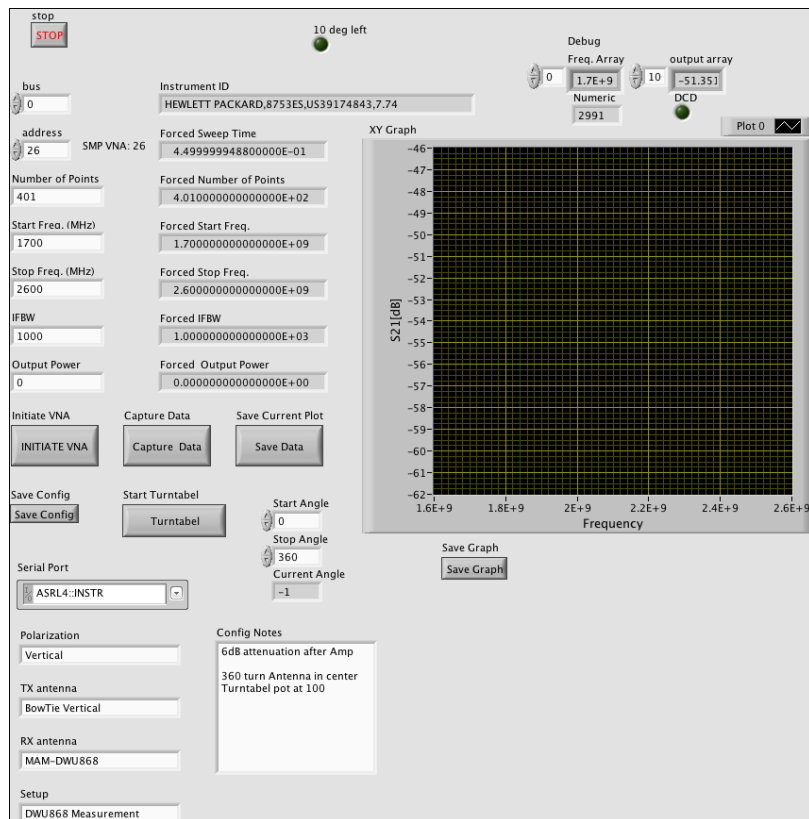 stop
STOP
10 deg left
Debug
Freq. Array
output array
0
1.7E+9
10
-51.351
Numeric
DCD
2991
bus
0
Instrument ID
HEWLETT PACKARD,8753ES,US39174843,7.74
address
26
SMP VNA: 26
Forced Sweep Time
4.499999948800000E-01
XY Graph
Plot 0
Number of Points
401
Forced Number of Points
4.010000000000000E+02
Start Freq. (MHz)
1700
Forced Start Freq.
1.700000000000000E+09
Stop Freq. (MHz)
2600
Forced Stop Freq.
2.600000000000000E+09
IFBW
1000
Forced IFBW
1.000000000000000E+03
Output Power
0
Forced Output Power
0.000000000000000E+00
S21[dB]
-46
-47
-48
-49
-50
-51
-52
-53
-54
-55
-56
-57
-58
-59
-60
-61
-62
1.6E+9
1.8E+9
2E+9
2.2E+9
2.4E+9
2.6E+9
Frequency
Initiate VNA
Capture Data
Save Current Plot
INITIATE VNA
Capture Data
Save Data
Save Config
Save Config
Start Turntabel
Turntabel
Start Angle
0
Stop Angle
360
Current Angle
-1
Save Graph
Save Graph
Serial Port
ASRL4::INSTR
Polarization
Vertical
TX antenna
BowTie Vertical
RX antenna
MAM-DWU868
Setup
DWU868 Measurement
Config Notes
6dB attenuation after Amp
360 turn Antenna in center
Turntabel pot at 100